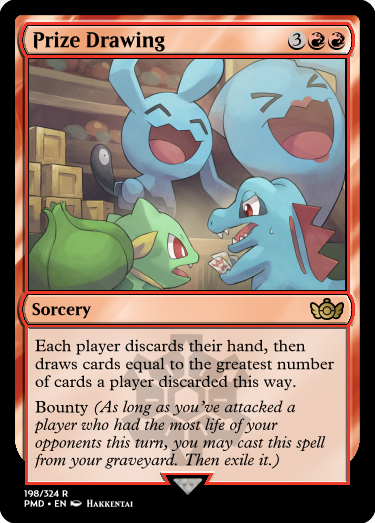 Prize Drawing 3
Sorcery
Each player discards their hand, then
draws cards equal to the greatest number
of cards a player discarded this way.
Bounty (As long as you've attacked a
player who had the most life of your
opponents this turn, you may cast this spell
from your graveyard. Then exile it.)
198/324 R
PMD • EN Hakkentai